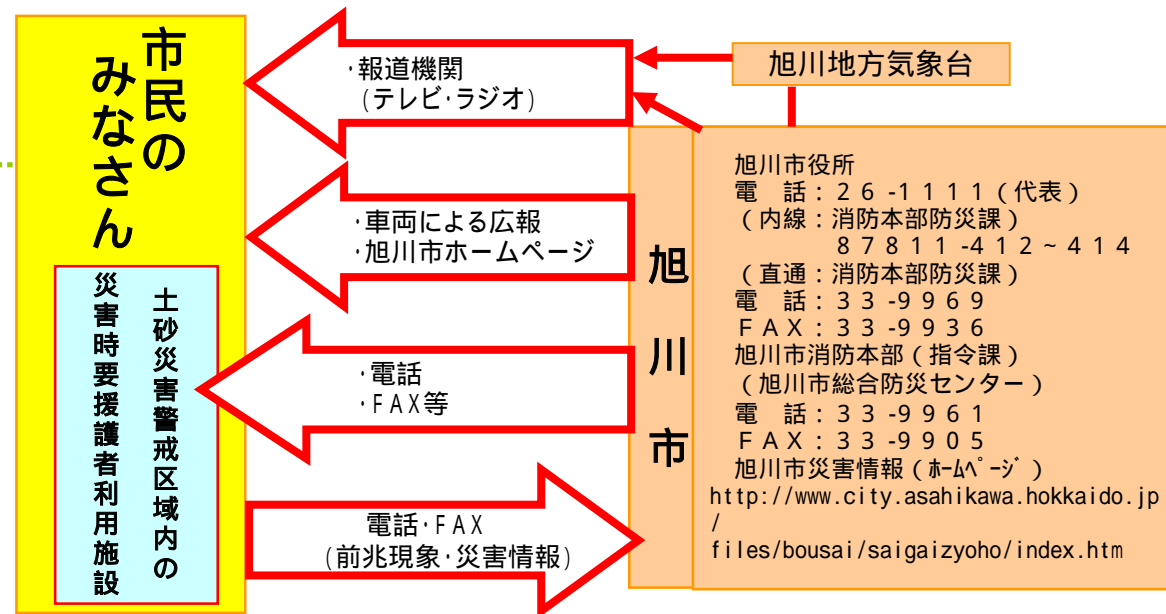 市民の
みなさん
土砂災害警戒区域内の
災害時要援護者利用施設
･報道機関
(テレビ･ラジオ)
･車両による広報
･旭川市ホームページ
･電話
･FAX等
電話･FAX
(前兆現象･災害情報)
旭川市
旭川地方気象台
旭川市役所
電　話：２６-１１１１(代表)
(内線：消防本部防災課)
８７８１１-４１２～４１４
(直通：消防本部防災課)
電　話：３３-９９６９
ＦＡＸ：３３-９９３６
旭川市消防本部(指令課)
(旭川市総合防災センター)
電　話：３３-９９６１
ＦＡＸ：３３-９９０５
旭川市災害情報(ﾎｰﾑﾍﾟｰｼﾞ)
http://www.city.asahikawa.hokkaido.jp
/
files/bousai/saigaizyoho/index.htm